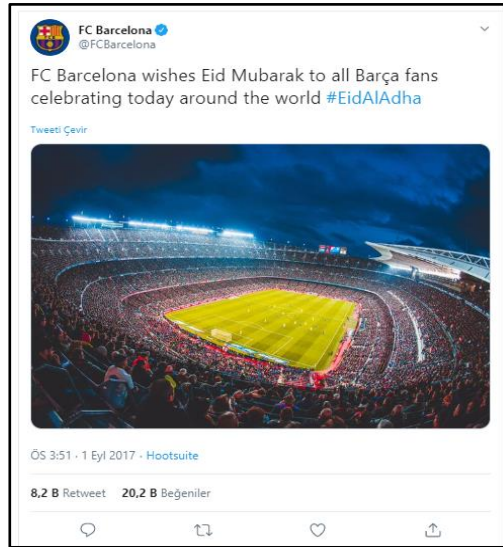 FC Barcelona
@FCBarcelona
FC Barcelona wishes Eid Mubarak to all Barça fans
celebrating today around the world #EidAlAdha
Tweeti Çevir
ÖS 3:51 · 1 Eyl 2017 · Hootsuite
8,2 B Retweet 20,2 B Beğeniler